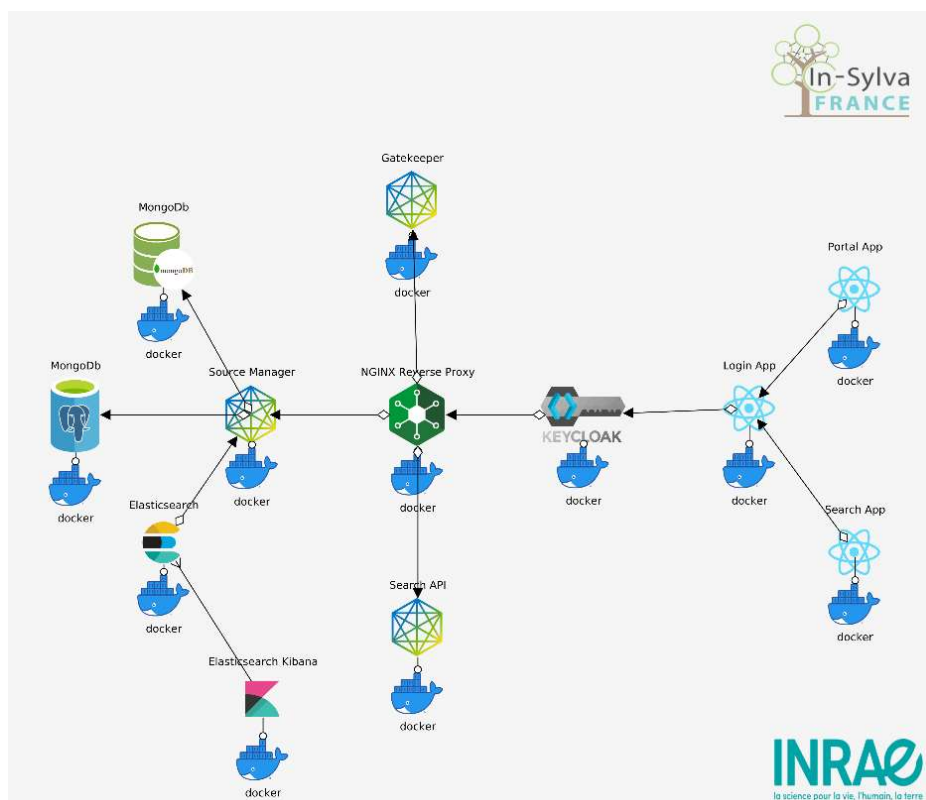 In-Sylva
FRANCE
Gatekeeper
docker
MongoDb
mongoDB
docker
Portal App
docker
MongoDb
docker
Source Manager
docker
NGINX Reverse Proxy
docker
KEYCLOAK
docker
Login App
docker
Elasticsearch
docker
Search App
docker
Search API
docker
Elasticsearch Kibana
docker
INRAE
la science pour la vie, l'humain, la terre